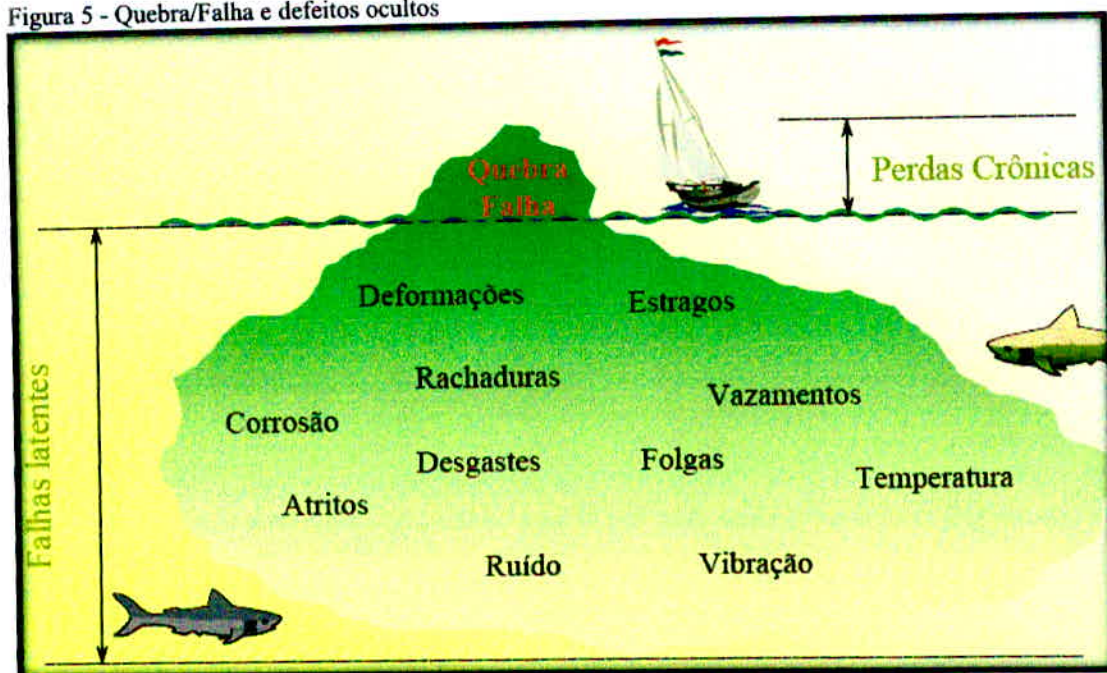 Figura 5 - Quebra/Falha e defeitos ocultos
Quebra
Falha
Perdas Crônicas
Falhas latentes
Deformações
Estragos
Rachaduras
Vazamentos
Corrosão
Desgastes
Folgas
Temperatura
Atritos
Ruído
Vibração